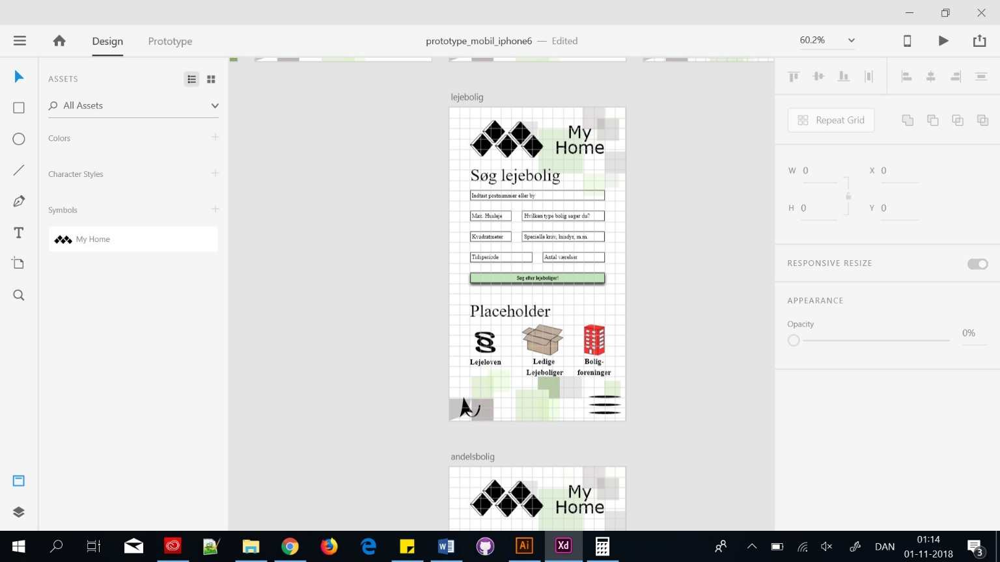 Design
Prototype
prototype_mobil_iphone6 — Edited
60.2%
ASSETS
All Assets
Colors
Character Styles
Symbols
My Home
lejebolig
My
Home
Søg lejebolig
Indtast postnummer eller by
Max. Husleje
Hvilken type bolig søger du?
Kvadratmeter
Specielle krav, husdyr, m.m.
Tidsperiode
Antal værelser
Søg efter lejeboliger!
Placeholder
Lejeloven
Ledige
Lejeboliger
Bolig-
foreninger
andelsbolig
My
Home
Repeat Grid
W 0
X 0
H 0
Y 0
RESPONSIVE RESIZE
APPEARANCE
Opacity
0%
Ai
Xd
DAN
01:14
01-11-2018
3